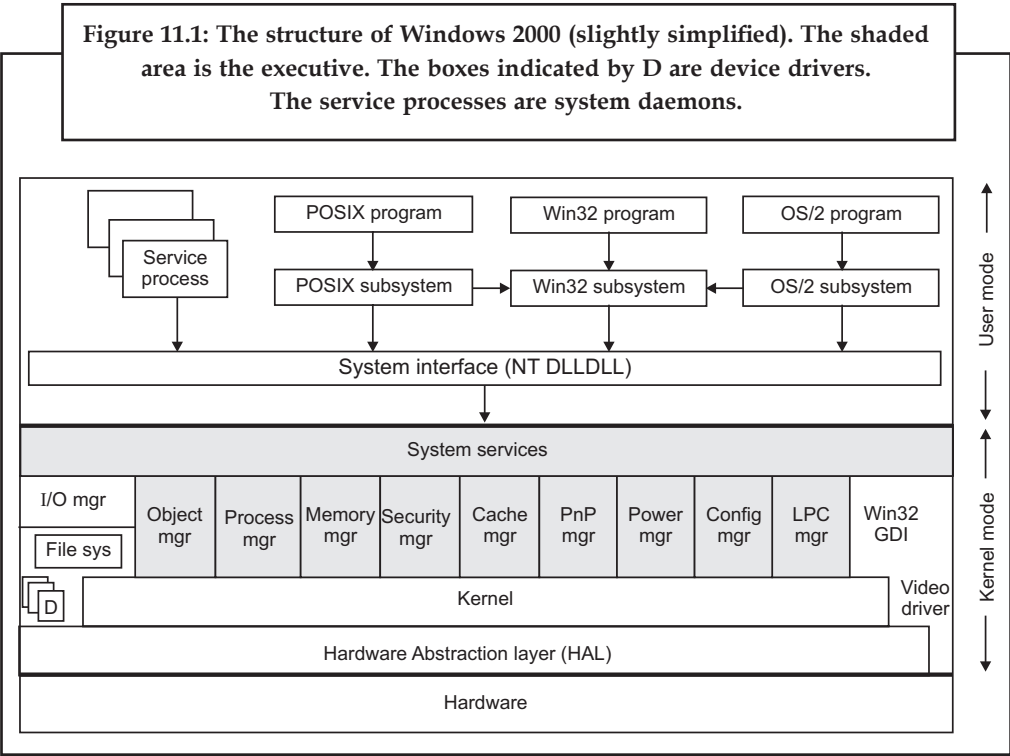 Figure 11.1: The structure of Windows 2000 (slightly simplified). The shaded
area is the executive. The boxes indicated by D are device drivers.
The service processes are system daemons.
Service
process
POSIX program
Win32 program
OS/2 program
POSIX subsystem
Win32 subsystem
OS/2 subsystem
System interface (NT DLLDLL)
User mode
System services
I/O mgr
File sys
D
Object
mgr
Process
mgr
Memory
mgr
Security
mgr
Cache
mgr
PnP
mgr
Power
mgr
Config
mgr
LPC
mgr
Win32
GDI
Video
driver
Kernel
Kernel mode
Hardware Abstraction layer (HAL)
Hardware